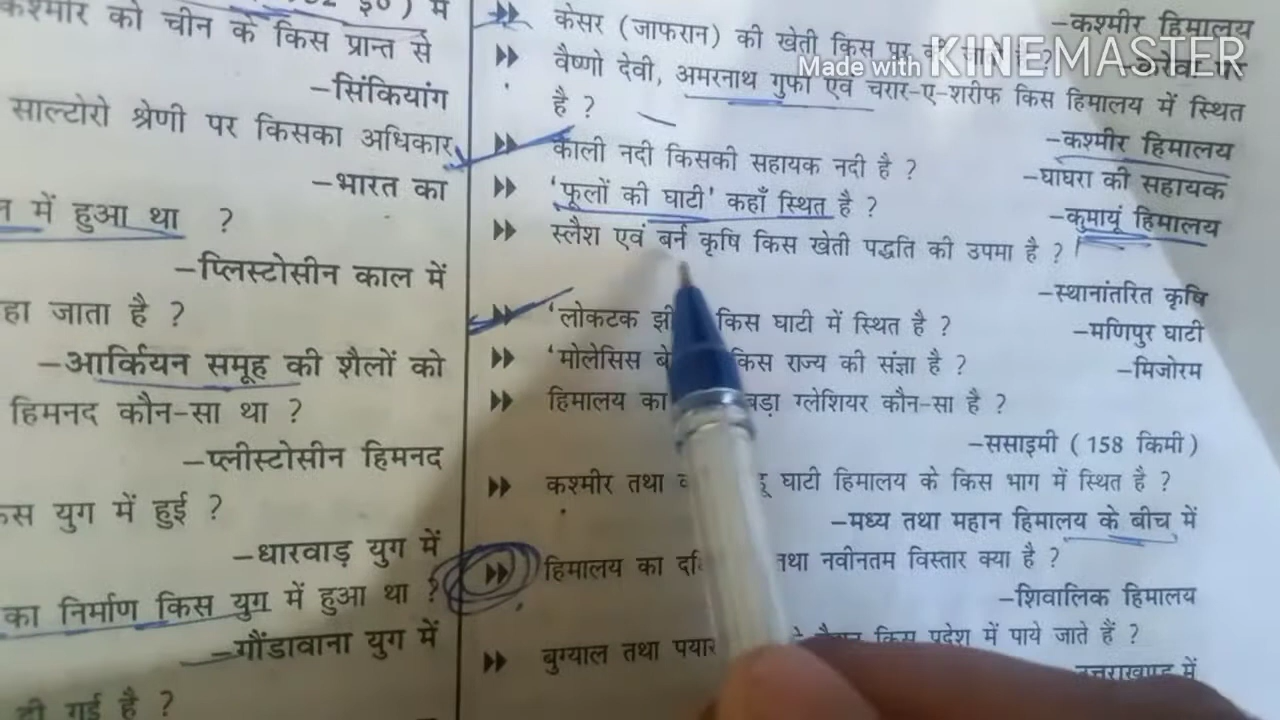 कश्मीर को चीन के किस प्रान्त से
–सिंकियांग
साल्टोरो श्रेणी पर किसका अधिकार
–भारत का
में हुआ था ?
–प्लिस्टोसीन काल में
हा जाता है ?
–आर्कियन समूह की शैलों को
हिमनद कौन-सा था ?
–प्लीस्टोसीन हिमनद
युग में हुई ?
–धारवाड़ युग में
का निर्माण किस युग में हुआ था ?
–गौंडावाना युग में
दी गई है ?
–कश्मीर हिमालय
केसर (जाफरान) की खेती किस पर की जाती है ?
Made with KINEMASTER
वैष्णो देवी, अमरनाथ गुफा एवं चरार-ए-शरीफ किस हिमालय में स्थित
है ?
–कश्मीर हिमालय
काली नदी किसकी सहायक नदी है ?
–घाघरा की सहायक
'फूलों की घाटी' कहाँ स्थित है ?
–कुमायूं हिमालय
स्लैश एवं बर्न कृषि किस खेती पद्धति की उपमा है ?
–स्थानांतरित कृषि
'लोकटक झी किस घाटी में स्थित है ?
–मणिपुर घाटी
'मोलेसिस बे किस राज्य की संज्ञा है ?
–मिजोरम
हिमालय का बड़ा ग्लेशियर कौन-सा है ?
–ससाइमी (158 किमी)
कश्मीर तथा घाटी हिमालय के किस भाग में स्थित है ?
–मध्य तथा महान हिमालय के बीच में
हिमालय का तथा नवीनतम विस्तार क्या है ?
–शिवालिक हिमालय
बुग्याल तथा पयार किस प्रदेश में पाये जाते हैं ?
उत्तराखण्ड में